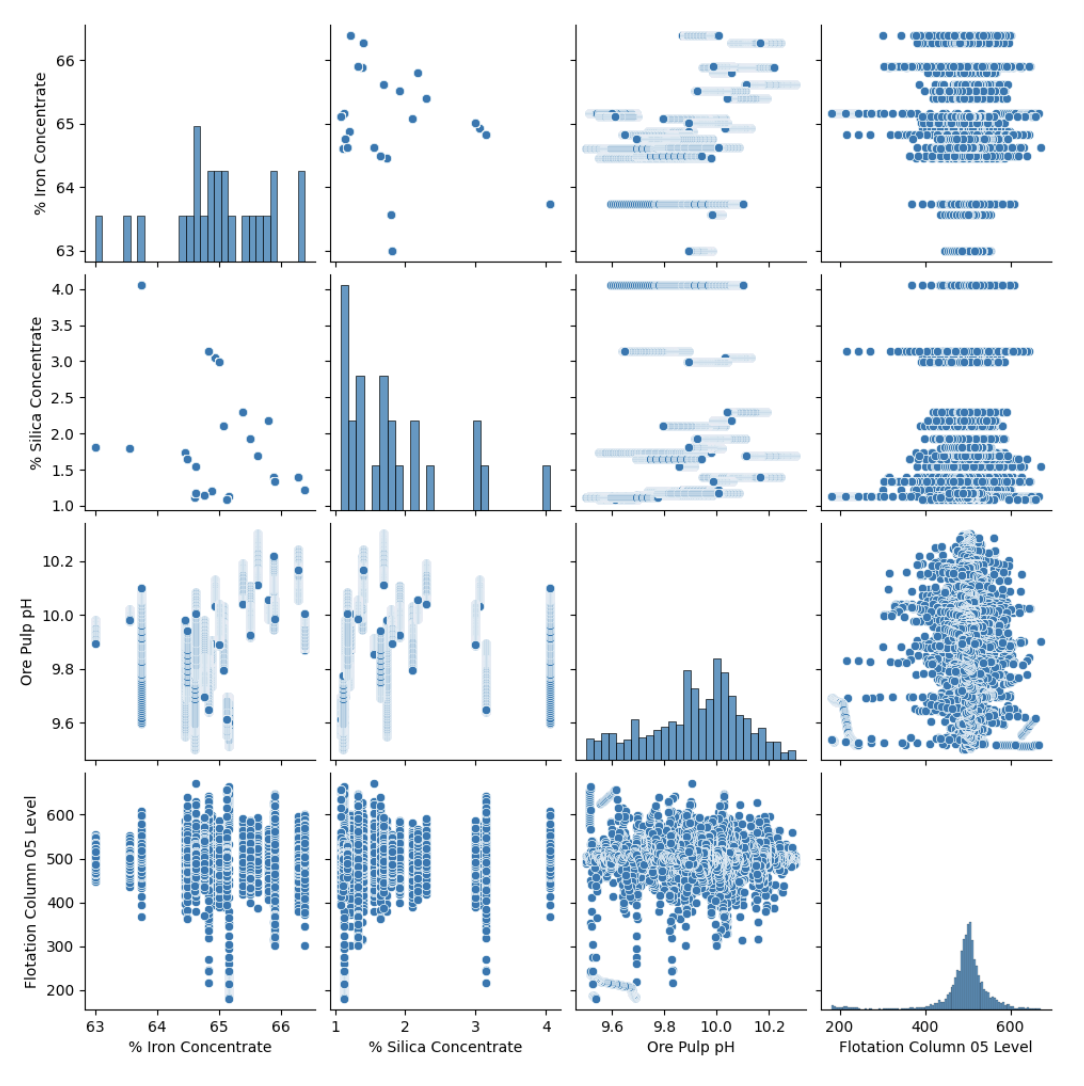 % Iron Concentrate
66
65
64
63
% Silica Concentrate
4.0
3.5
3.0
2.5
2.0
1.5
1.0
Ore Pulp pH
10.2
10.0
9.8
9.6
Flotation Column 05 Level
600
500
400
300
200
63 64 65 66
1 2 3 4
9.6 9.8 10.0 10.2
200 400 600
% Iron Concentrate
% Silica Concentrate
Ore Pulp pH
Flotation Column 05 Level